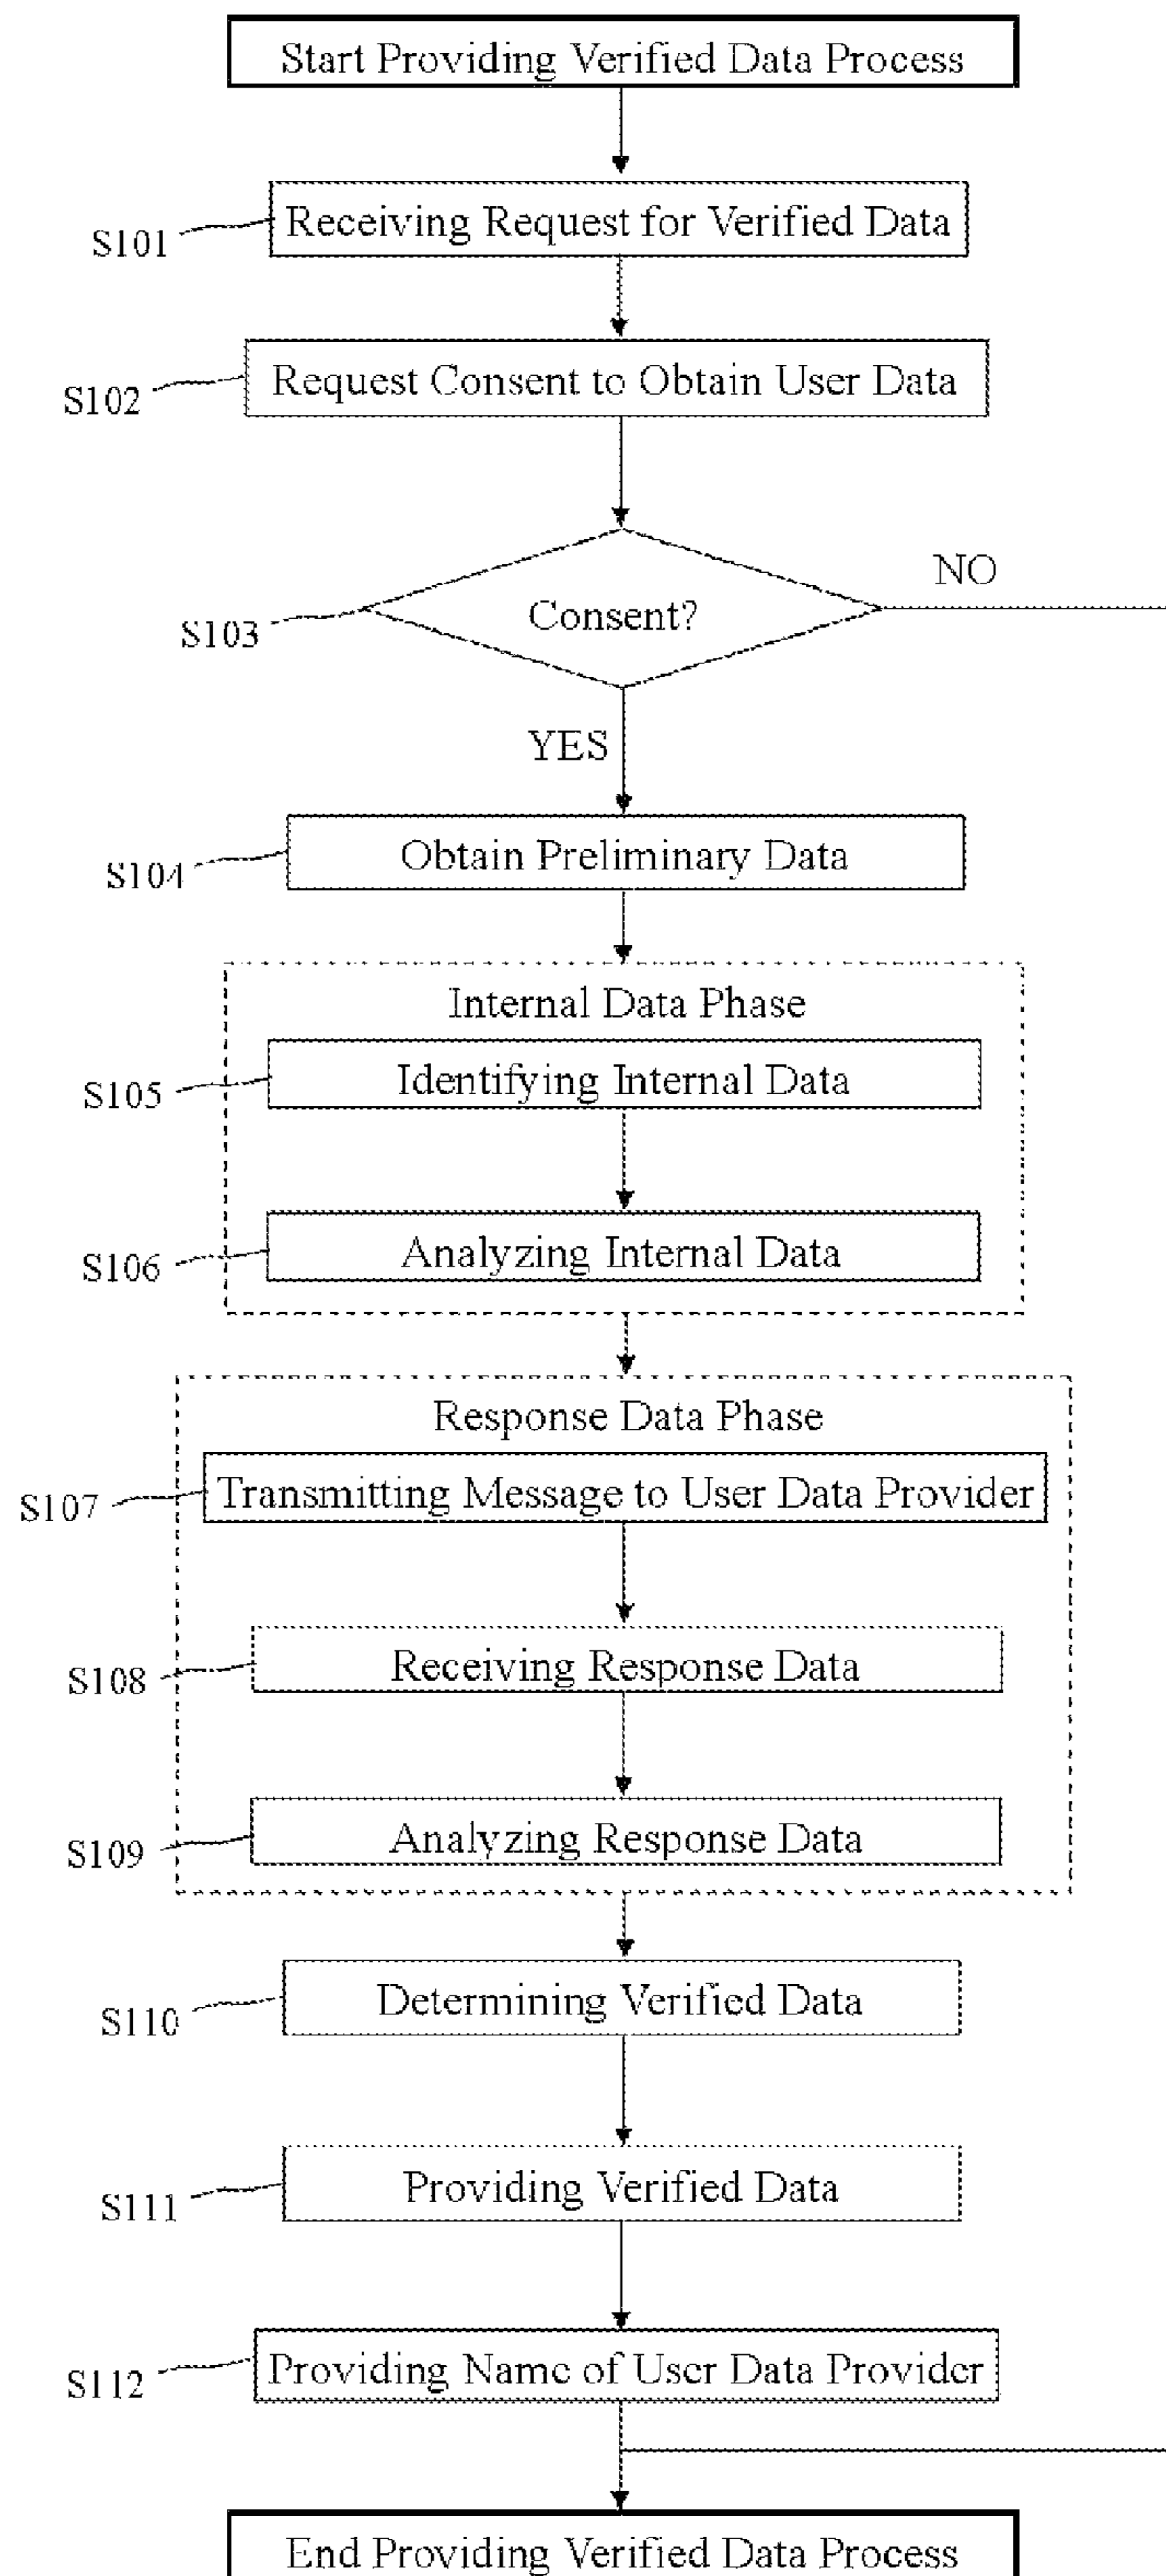 Start Providing Verified Data Process
S101
Receiving Request for Verified Data
S102
Request Consent to Obtain User Data
S103
Consent?
NO
YES
S104
Obtain Preliminary Data
Internal Data Phase
S105
Identifying Internal Data
S106
Analyzing Internal Data
Response Data Phase
S107
Transmitting Message to User Data Provider
S108
Receiving Response Data
S109
Analyzing Response Data
S110
Determining Verified Data
S111
Providing Verified Data
S112
Providing Name of User Data Provider
End Providing Verified Data Process